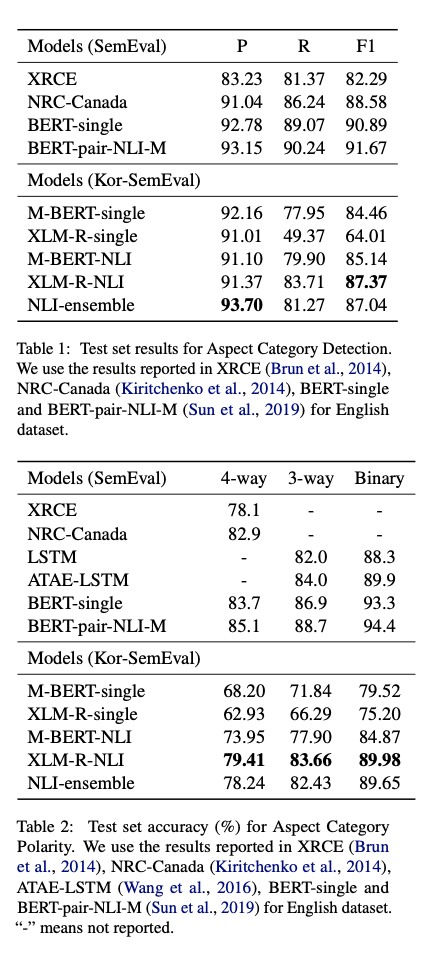 Models (SemEval) P R F1
XRCE 83.23 81.37 82.29
NRC-Canada 91.04 86.24 88.58
BERT-single 92.78 89.07 90.89
BERT-pair-NLI-M 93.15 90.24 91.67
Models (Kor-SemEval)
M-BERT-single 92.16 77.95 84.46
XLM-R-single 91.01 49.37 64.01
M-BERT-NLI 91.10 79.90 85.14
XLM-R-NLI 91.37 83.71 87.37
NLI-ensemble 93.70 81.27 87.04
Table 1: Test set results for Aspect Category Detection.
We use the results reported in XRCE (Brun et al., 2014),
NRC-Canada (Kiritchenko et al., 2014), BERT-single
and BERT-pair-NLI-M (Sun et al., 2019) for English
dataset.
Models (SemEval) 4-way 3-way Binary
XRCE 78.1 - -
NRC-Canada 82.9 - -
LSTM - 82.0 88.3
ATAE-LSTM - 84.0 89.9
BERT-single 83.7 86.9 93.3
BERT-pair-NLI-M 85.1 88.7 94.4
Models (Kor-SemEval)
M-BERT-single 68.20 71.84 79.52
XLM-R-single 62.93 66.29 75.20
M-BERT-NLI 73.95 77.90 84.87
XLM-R-NLI 79.41 83.66 89.98
NLI-ensemble 78.24 82.43 89.65
Table 2: Test set accuracy (%) for Aspect Category
Polarity. We use the results reported in XRCE (Brun
et al., 2014), NRC-Canada (Kiritchenko et al., 2014),
ATAE-LSTM (Wang et al., 2016), BERT-single and
BERT-pair-NLI-M (Sun et al., 2019) for English dataset.
“-” means not reported.